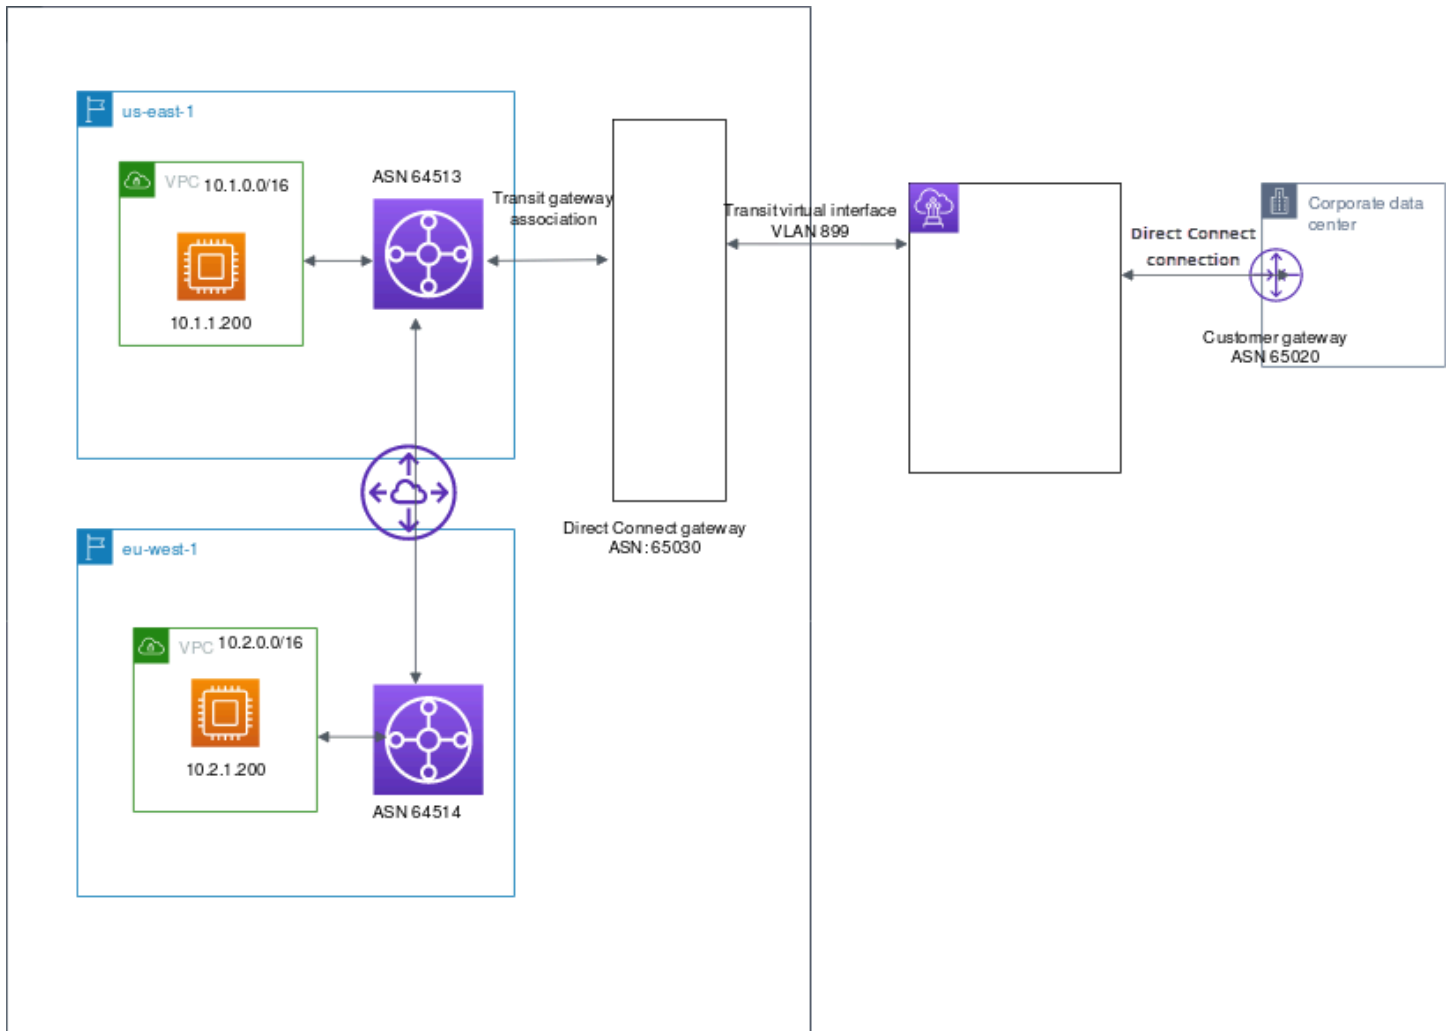 us-east-1
VPC 10.1.0.0/16
10.1.1.200
ASN 64513
Transit gateway
association
Transit virtual interface
VLAN 899
Direct Connect
connection
Corporate data
center
Customer gateway
ASN 65020
Direct Connect gateway
ASN: 65030
eu-west-1
VPC 10.2.0.0/16
10.2.1.200
ASN 64514